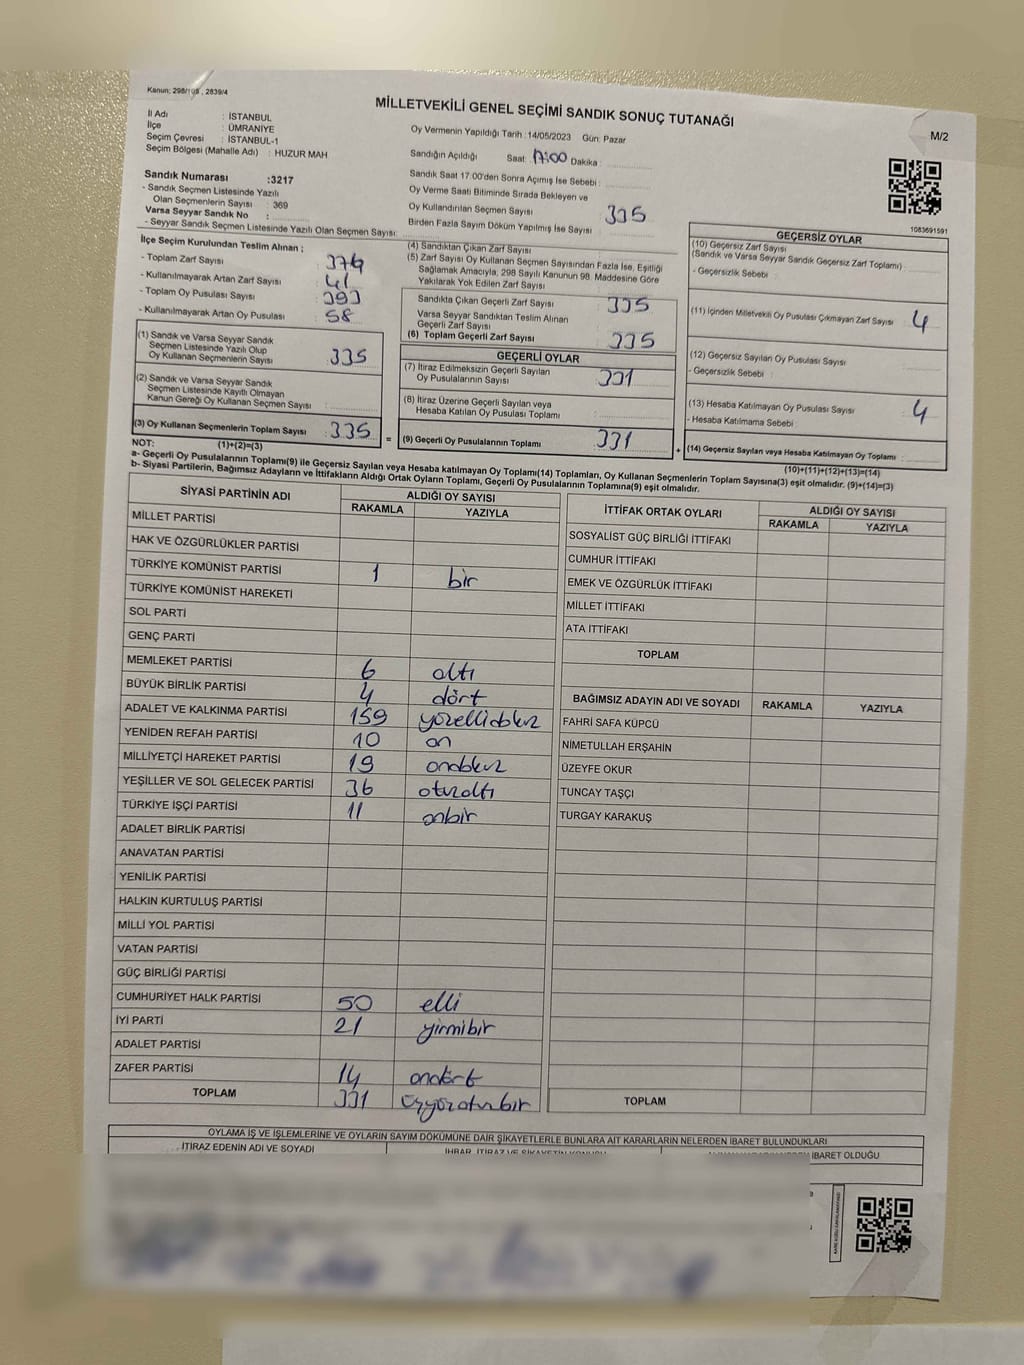 Kanun; 298/108 , 2839/4
MİLLETVEKİLİ GENEL SEÇİMİ SANDIK SONUÇ TUTANAĞI
M/2
İl Adı : İSTANBUL
İlçe : ÜMRANİYE
Seçim Çevresi : İSTANBUL-1
Seçim Bölgesi (Mahalle Adı) : HUZUR MAH
Sandık Numarası :3217
- Sandık Seçmen Listesinde Yazılı
Olan Seçmenlerin Sayısı : 369
Varsa Seyyar Sandık No :
- Seyyar Sandık Seçmen Listesinde Yazılı Olan Seçmen Sayısı:
Oy Vermenin Yapıldığı Tarih :14/05/2023 Gün: Pazar
Sandığın Açıldığı Saat: 17:00 Dakika :
Sandık Saat 17.00'den Sonra Açımış İse Sebebi :
Oy Verme Saati Bitiminde Sırada Bekleyen ve
Oy Kullandırılan Seçmen Sayısı : 335
Birden Fazla Sayım Döküm Yapılmış İse Sayısı :
1083691591
İlçe Seçim Kurulundan Teslim Alınan ;
- Toplam Zarf Sayısı : 376
- Kullanılmayarak Artan Zarf Sayısı : 41
- Toplam Oy Pusulası Sayısı : 393
- Kullanılmayarak Artan Oy Pusulası : 58
(1) Sandık ve Varsa Seyyar Sandık
Seçmen Listesinde Yazılı Olup
Oy Kullanan Seçmenlerin Sayısı : 335
(2) Sandık ve Varsa Seyyar Sandık
Seçmen Listesinde Kayıtlı Olmayan
Kanun Gereği Oy Kullanan Seçmen Sayısı :
(3) Oy Kullanan Seçmenlerin Toplam Sayısı : 335
(4) Sandıktan Çıkan Zarf Sayısı :
(5) Zarf Sayısı Oy Kullanan Seçmen Sayısından Fazla İse, Eşitliği
Sağlamak Amacıyla, 298 Sayılı Kanunun 98. Maddesine Göre
Yakılarak Yok Edilen Zarf Sayısı :
Sandıkta Çıkan Geçerli Zarf Sayısı : 335
Varsa Seyyar Sandıktan Teslim Alınan
Geçerli Zarf Sayısı :
(6) Toplam Geçerli Zarf Sayısı : 335
GEÇERLİ OYLAR
(7) İtiraz Edilmeksizin Geçerli Sayılan
Oy Pusulalarının Sayısı : 331
(8) İtiraz Üzerine Geçerli Sayılan veya
Hesaba Katılan Oy Pusulası Toplamı :
=
(9) Geçerli Oy Pusulalarının Toplamı : 331
+
GEÇERSİZ OYLAR
(10) Geçersiz Zarf Sayısı
(Sandık ve Varsa Seyyar Sandık Geçersiz Zarf Toplamı) :
- Geçersizlik Sebebi :
(11) İçinden Milletvekili Oy Pusulası Çıkmayan Zarf Sayısı : 4
(12) Geçersiz Sayılan Oy Pusulası Sayısı :
- Geçersizlik Sebebi :
(13) Hesaba Katılmayan Oy Pusulası Sayısı : 4
- Hesaba Katılmama Sebebi :
(14) Geçersiz Sayılan veya Hesaba Katılmayan Oy Toplamı :
NOT: (1)+(2)=(3)
(10)+(11)+(12)+(13)=(14)
a- Geçerli Oy Pusulalarının Toplamı(9) ile Geçersiz Sayılan veya Hesaba katılmayan Oy Toplamı(14) Toplamları, Oy Kullanan Seçmenlerin Toplam Sayısına(3) eşit olmalıdır. (9)+(14)=(3)
b- Siyasi Partilerin, Bağımsız Adayların ve İttifakların Aldığı Ortak Oyların Toplamı, Geçerli Oy Pusulalarının Toplamına(9) eşit olmalıdır.
SİYASİ PARTİNİN ADI ALDIĞI OY SAYISI
RAKAMLA YAZIYLA
MİLLET PARTİSİ
HAK VE ÖZGÜRLÜKLER PARTİSİ
TÜRKİYE KOMÜNİST PARTİSİ 1 bir
TÜRKİYE KOMÜNİST HAREKETİ
SOL PARTİ
GENÇ PARTİ
MEMLEKET PARTİSİ 6 altı
BÜYÜK BİRLİK PARTİSİ 4 dört
ADALET VE KALKINMA PARTİSİ 159 yüzellidokuz
YENİDEN REFAH PARTİSİ 10 on
MİLLİYETÇİ HAREKET PARTİSİ 19 ondokuz
YEŞİLLER VE SOL GELECEK PARTİSİ 36 otuzaltı
TÜRKİYE İŞÇİ PARTİSİ 11 onbir
ADALET BİRLİK PARTİSİ
ANAVATAN PARTİSİ
YENİLİK PARTİSİ
HALKIN KURTULUŞ PARTİSİ
MİLLİ YOL PARTİSİ
VATAN PARTİSİ
GÜÇ BİRLİĞİ PARTİSİ
CUMHURİYET HALK PARTİSİ 50 elli
İYİ PARTİ 21 yirmibir
ADALET PARTİSİ
ZAFER PARTİSİ 14 ondört
TOPLAM 331 üçyüzotuzbir
İTTİFAK ORTAK OYLARI ALDIĞI OY SAYISI
RAKAMLA YAZIYLA
SOSYALİST GÜÇ BİRLİĞİ İTTİFAKI
CUMHUR İTTİFAKI
EMEK VE ÖZGÜRLÜK İTTİFAKI
MİLLET İTTİFAKI
ATA İTTİFAKI
TOPLAM
BAĞIMSIZ ADAYIN ADI VE SOYADI RAKAMLA YAZIYLA
FAHRİ SAFA KÜPCÜ
NİMETULLAH ERŞAHİN
ÜZEYFE OKUR
TUNCAY TAŞÇI
TURGAY KARAKUŞ
TOPLAM
OYLAMA İŞ VE İŞLEMLERİNE VE OYLARIN SAYIM DÖKÜMÜNE DAİR ŞİKAYETLERLE BUNLARA AİT KARARLARIN NELERDEN İBARET BULUNDUKLARI
İTİRAZ EDENİN ADI VE SOYADI
İHBAR, İTİRAZ VE ŞİKAYETİN KONUSU
İBARET OLDUĞU